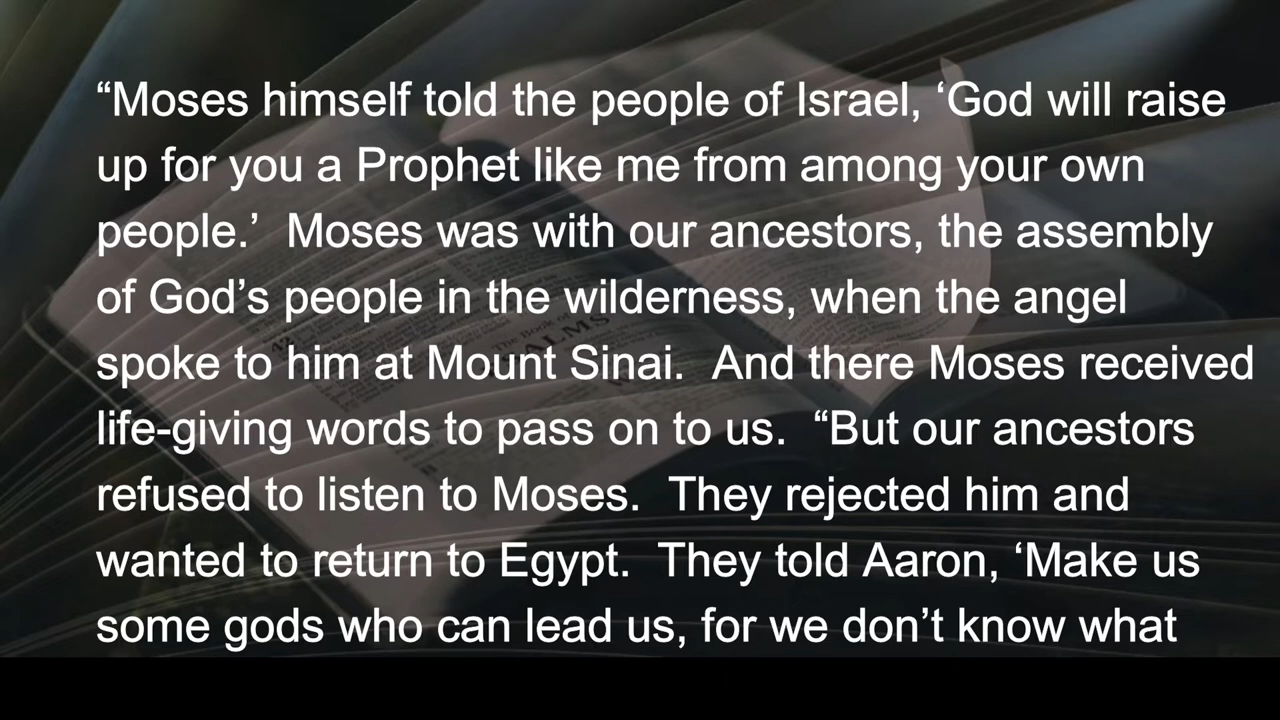 “Moses himself told the people of Israel, ‘God will raise
up for you a Prophet like me from among your own
people.’  Moses was with our ancestors, the assembly
of God’s people in the wilderness, when the angel
spoke to him at Mount Sinai.  And there Moses received
life-giving words to pass on to us.  “But our ancestors
refused to listen to Moses.  They rejected him and
wanted to return to Egypt.  They told Aaron, ‘Make us
some gods who can lead us, for we don’t know what
The Book of
PSALMS